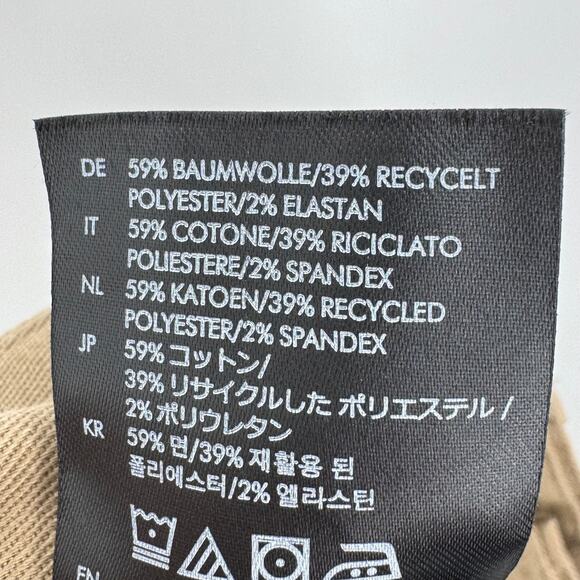 DE 59% BAUMWOLLE/39% RECYCELT
POLYESTER/2% ELASTAN
IT 59% COTONE/39% RICICLATO
POLIESTERE/2% SPANDEX
NL 59% KATOEN/39% RECYCLED
POLYESTER/2% SPANDEX
JP 59% コットン/
39% リサイクルした ポリエステル /
2% ポリウレタン
KR 59% 면/39% 재활용 된
폴리에스터/2% 엘라스틴
EN